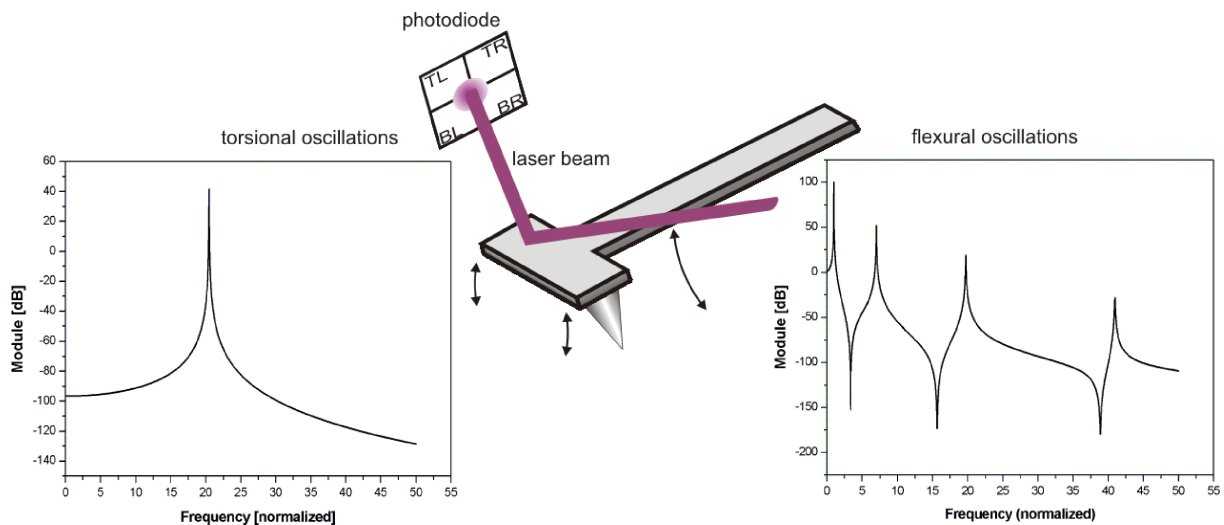 photodiode
TL TR
BL BR
laser beam
torsional oscillations
60
40
20
0
-20
-40
-60
-80
-100
-120
-140
Module [dB]
0 5 10 15 20 25 30 35 40 45 50 55
Frequency [normalized]
flexural oscillations
100
50
0
-50
-100
-150
-200
Module [dB]
0 5 10 15 20 25 30 35 40 45 50 55
Frequency (normalized)